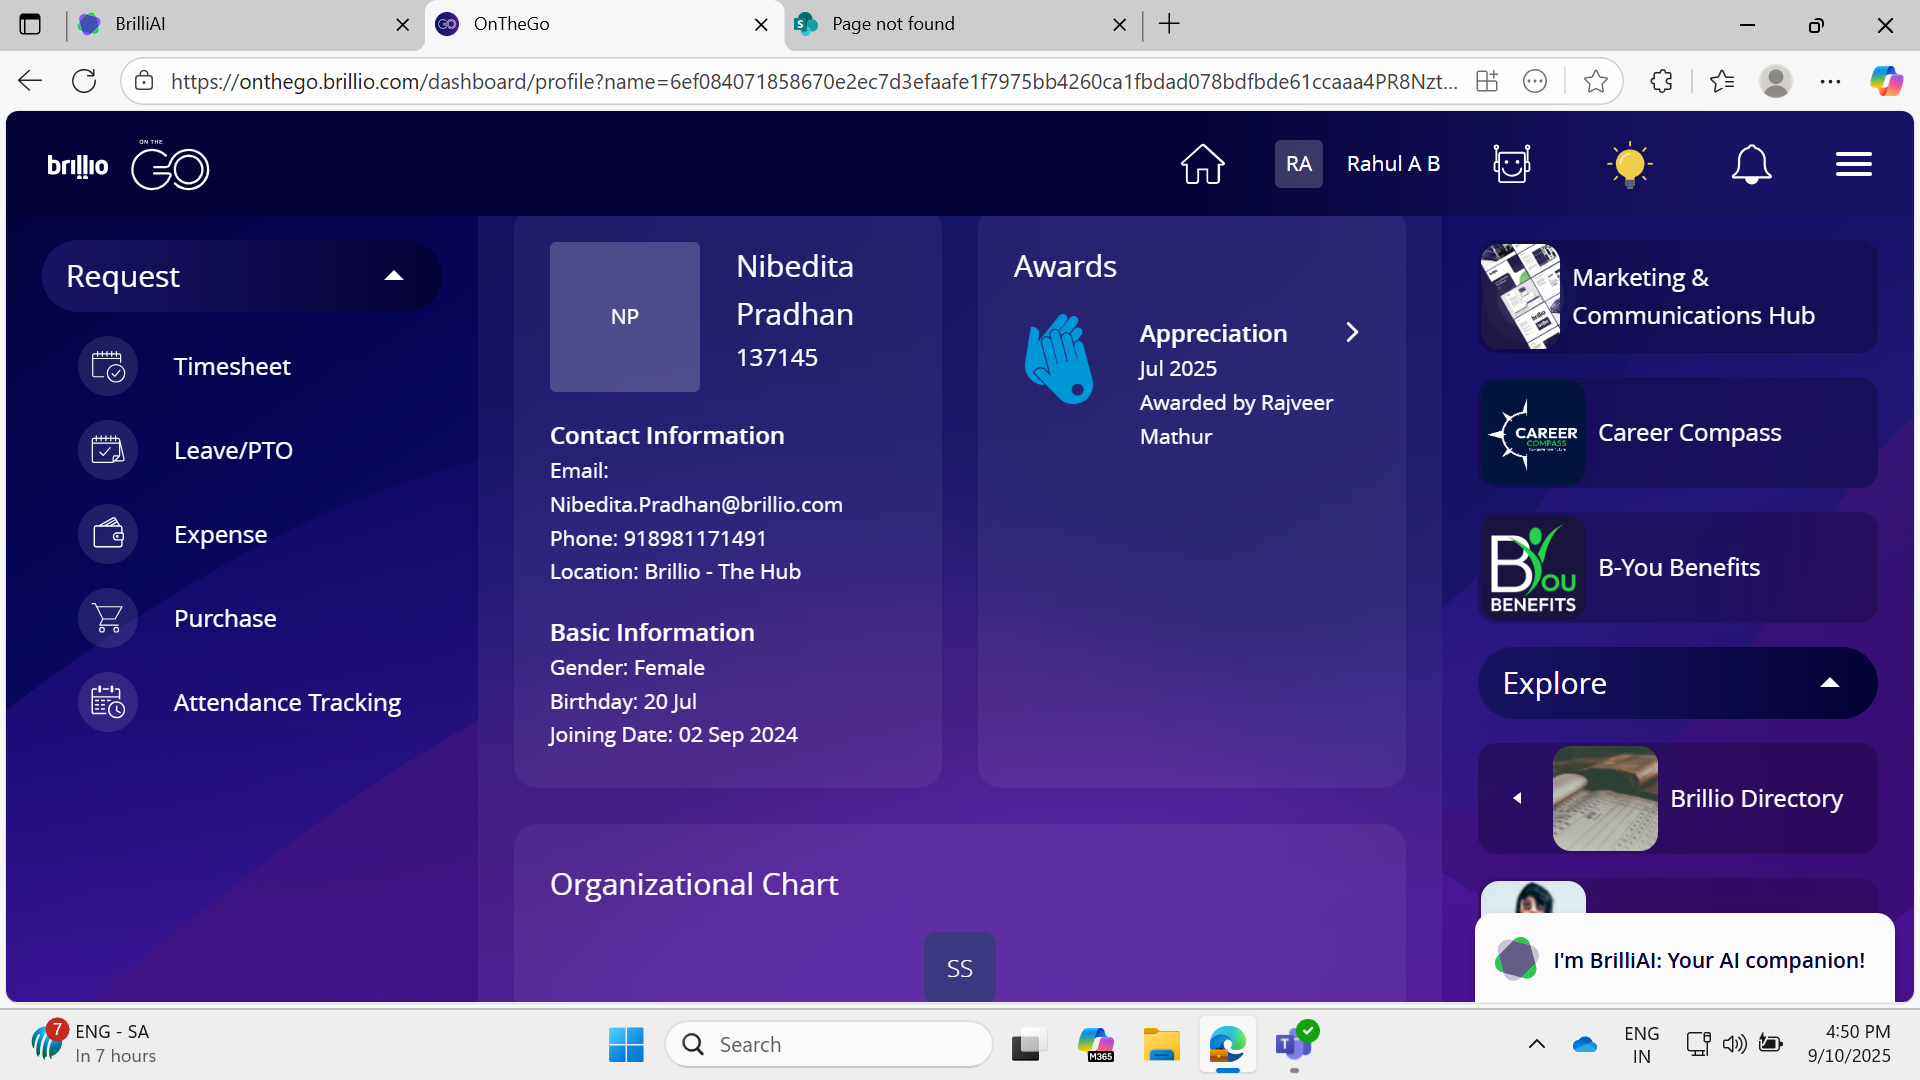 BrilliAI
OnTheGo
Page not found
https://onthego.brillio.com/dashboard/profile?name=6ef084071858670e2ec7d3efaafe1f7975bb4260ca1fbdad078bdfbde61ccaaa4PR8Nzt...
brillio
ON THE
GO
RA
Rahul A B
Request
Timesheet
Leave/PTO
Expense
Purchase
Attendance Tracking
NP
Nibedita
Pradhan
137145
Contact Information
Email:
Nibedita.Pradhan@brillio.com
Phone: 918981171491
Location: Brillio - The Hub
Basic Information
Gender: Female
Birthday: 20 Jul
Joining Date: 02 Sep 2024
Awards
Appreciation
Jul 2025
Awarded by Rajveer
Mathur
Organizational Chart
SS
Marketing &
Communications Hub
CAREER
COMPASS
Career Compass
BYou
BENEFITS
B-You Benefits
Explore
Brillio Directory
I'm BrilliAI: Your AI companion!
7
ENG - SA
In 7 hours
Search
M365
T
ENG
IN
4:50 PM
9/10/2025